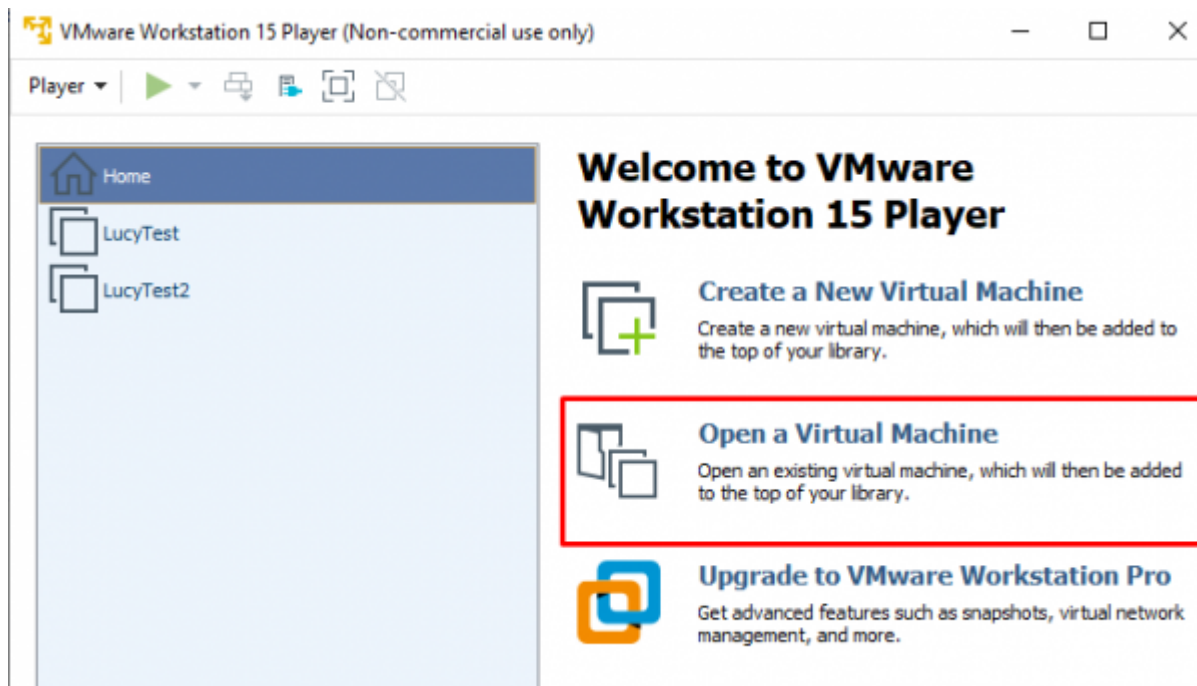 VMware Workstation 15 Player (Non-commercial use only)
Player
Home
LucyTest
LucyTest2
Welcome to VMware
Workstation 15 Player
Create a New Virtual Machine
Create a new virtual machine, which will then be added to
the top of your library.
Open a Virtual Machine
Open an existing virtual machine, which will then be added
to the top of your library.
Upgrade to VMware Workstation Pro
Get advanced features such as snapshots, virtual network
management, and more.